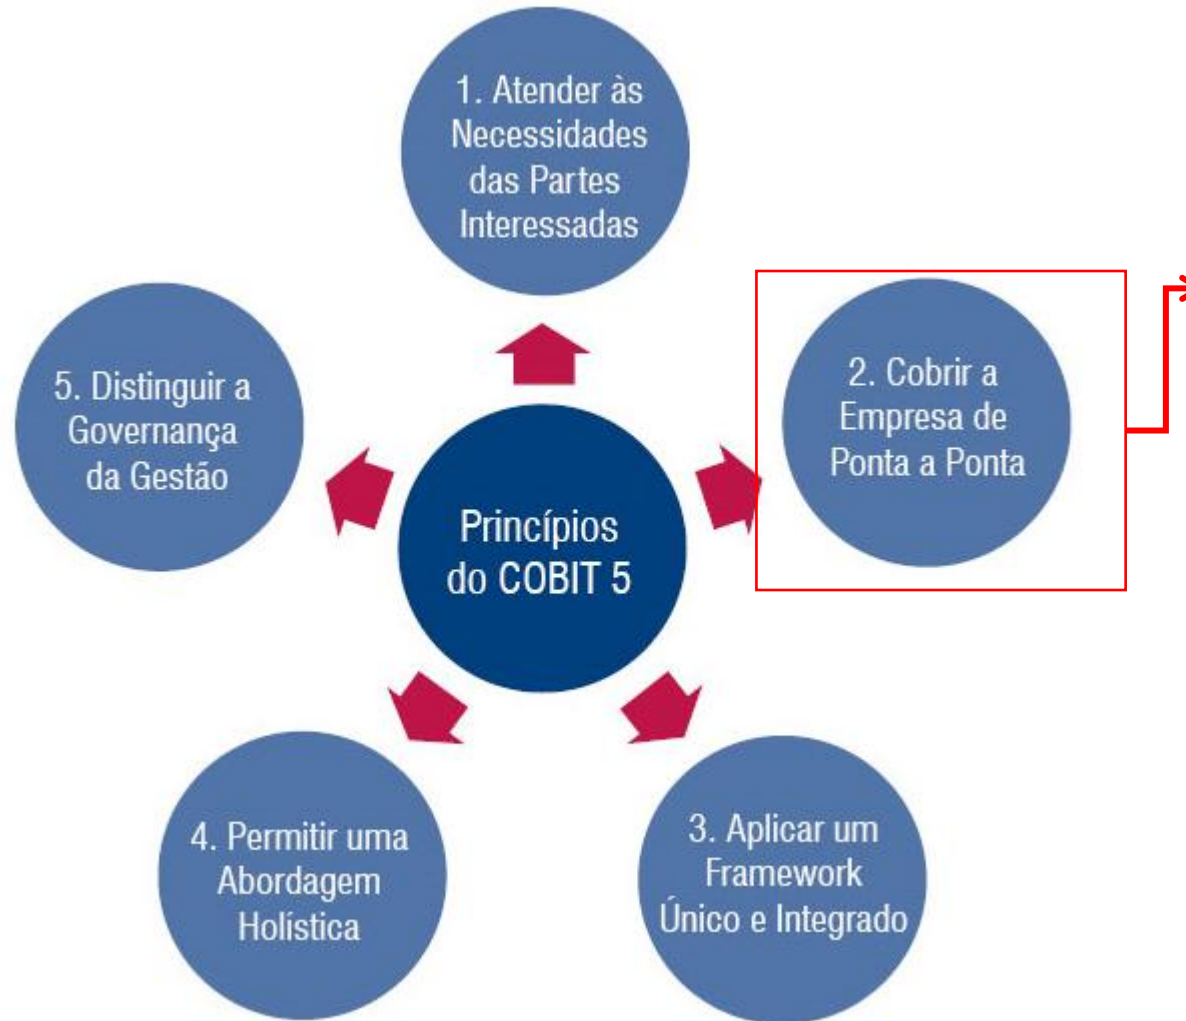 1. Atender às
Necessidades
das Partes
Interessadas
2. Cobrir a
Empresa de
Ponta a Ponta
3. Aplicar um
Framework
Único e Integrado
4. Permitir uma
Abordagem
Holística
5. Distinguir a
Governança
da Gestão
Princípios
do COBIT 5